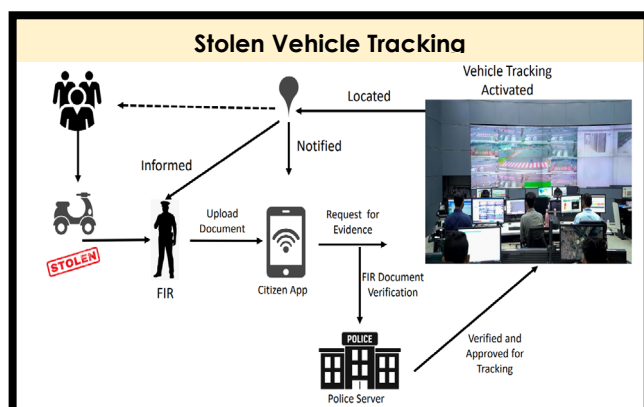 Stolen Vehicle Tracking
Vehicle Tracking
Activated
Located
Informed
Notified
Upload
Document
Request for
Evidence
STOLEN
FIR
Citizen App
FIR Document
Verification
POLICE
Police Server
Verified and
Approved for
Tracking